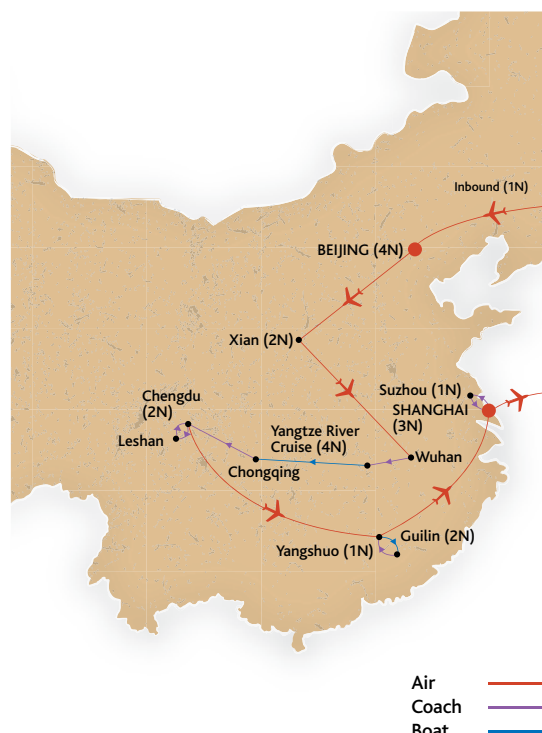 Inbound (1N)
BEIJING (4N)
Xian (2N)
Suzhou (1N)
SHANGHAI
(3N)
Chengdu
(2N)
Leshan
Yangtze River
Cruise (4N)
Chongqing
Wuhan
Guilin (2N)
Yangshuo (1N)
Air
Coach
Boat